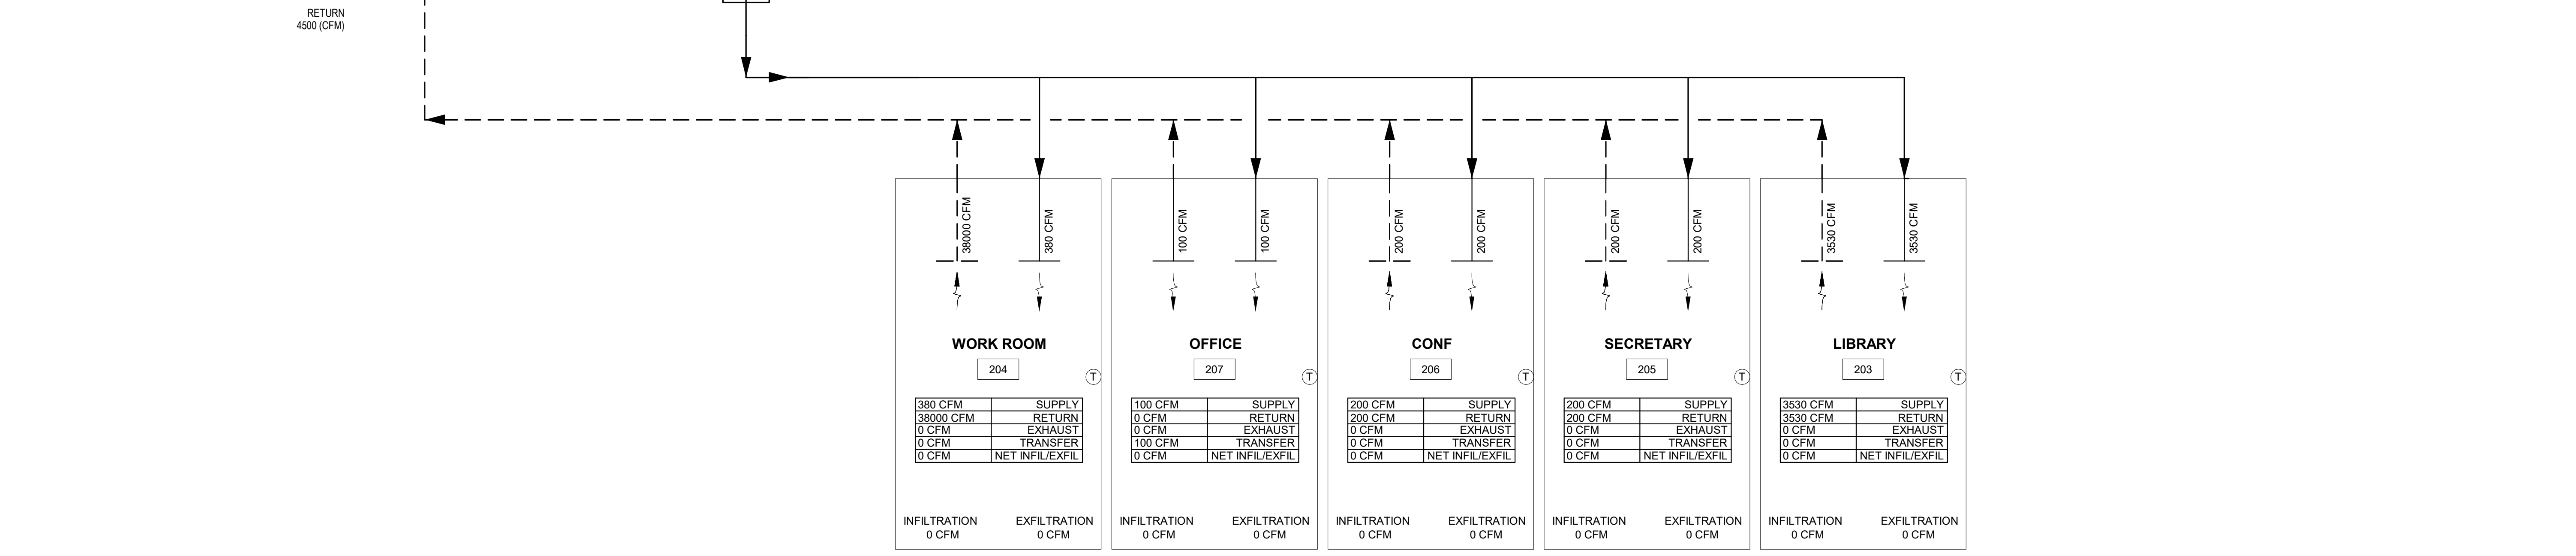 RETURN
4500 (CFM)
38000 CFM
380 CFM
100 CFM
100 CFM
200 CFM
200 CFM
200 CFM
200 CFM
3530 CFM
3530 CFM
WORK ROOM
204
T
380 CFM SUPPLY
38000 CFM RETURN
0 CFM EXHAUST
0 CFM TRANSFER
0 CFM NET INFIL/EXFIL
INFILTRATION EXFILTRATION
0 CFM 0 CFM
OFFICE
207
T
100 CFM SUPPLY
0 CFM RETURN
0 CFM EXHAUST
100 CFM TRANSFER
0 CFM NET INFIL/EXFIL
INFILTRATION EXFILTRATION
0 CFM 0 CFM
CONF
206
T
200 CFM SUPPLY
200 CFM RETURN
0 CFM EXHAUST
0 CFM TRANSFER
0 CFM NET INFIL/EXFIL
INFILTRATION EXFILTRATION
0 CFM 0 CFM
SECRETARY
205
T
200 CFM SUPPLY
200 CFM RETURN
0 CFM EXHAUST
0 CFM TRANSFER
0 CFM NET INFIL/EXFIL
INFILTRATION EXFILTRATION
0 CFM 0 CFM
LIBRARY
203
T
3530 CFM SUPPLY
3530 CFM RETURN
0 CFM EXHAUST
0 CFM TRANSFER
0 CFM NET INFIL/EXFIL
INFILTRATION EXFILTRATION
0 CFM 0 CFM